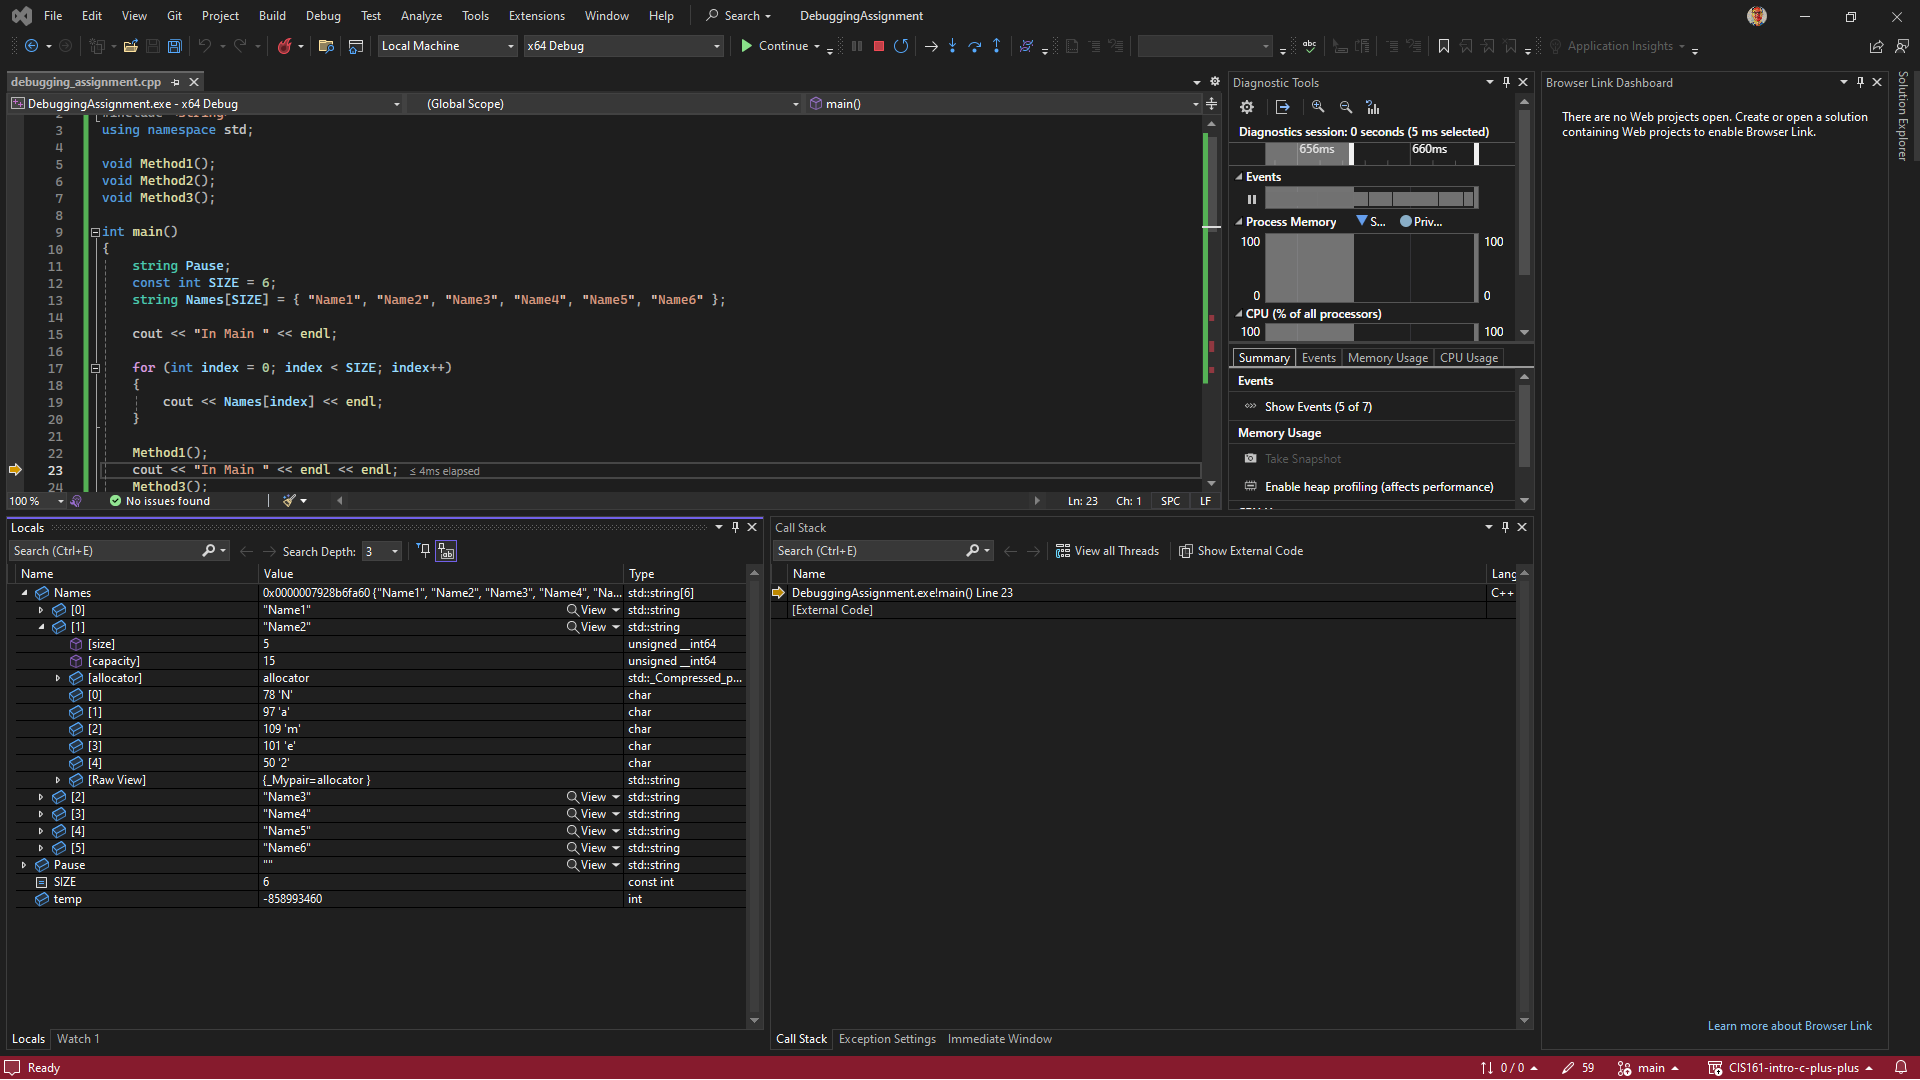 File Edit View Git Project Build Debug Test Analyze Tools Extensions Window Help Search DebuggingAssignment
Local Machine x64 Debug Continue Application Insights
debugging_assignment.cpp
DebuggingAssignment.exe - x64 Debug (Global Scope) main()
2 #include <string>
3 using namespace std;
4
5 void Method1();
6 void Method2();
7 void Method3();
8
9 int main()
10 {
11 string Pause;
12 const int SIZE = 6;
13 string Names[SIZE] = { "Name1", "Name2", "Name3", "Name4", "Name5", "Name6" };
14
15 cout << "In Main " << endl;
16
17 for (int index = 0; index < SIZE; index++)
18 {
19 cout << Names[index] << endl;
20 }
21
22 Method1();
23 cout << "In Main " << endl << endl; ≤ 4ms elapsed
24 Method3();
100 % No issues found Ln: 23 Ch: 1 SPC LF
Diagnostic Tools
Diagnostics session: 0 seconds (5 ms selected)
656ms 660ms
Events
Process Memory S... Priv...
100 100
0 0
CPU (% of all processors)
100 100
Summary Events Memory Usage CPU Usage
Events
Show Events (5 of 7)
Memory Usage
Take Snapshot
Enable heap profiling (affects performance)
Browser Link Dashboard
There are no Web projects open. Create or open a solution
containing Web projects to enable Browser Link.
Learn more about Browser Link
Solution Explorer
Locals
Search (Ctrl+E) Search Depth: 3
Name Value Type
Names 0x0000007928b6fa60 {"Name1", "Name2", "Name3", "Name4", "Na... std::string[6]
[0] "Name1" View std::string
[1] "Name2" View std::string
[size] 5 unsigned __int64
[capacity] 15 unsigned __int64
[allocator] allocator std::_Compressed_p...
[0] 78 'N' char
[1] 97 'a' char
[2] 109 'm' char
[3] 101 'e' char
[4] 50 '2' char
[Raw View] {_Mypair=allocator } std::string
[2] "Name3" View std::string
[3] "Name4" View std::string
[4] "Name5" View std::string
[5] "Name6" View std::string
Pause "" View std::string
SIZE 6 const int
temp -858993460 int
Locals Watch 1
Call Stack
Search (Ctrl+E) View all Threads Show External Code
Name Lang
DebuggingAssignment.exe!main() Line 23 C++
[External Code]
Call Stack Exception Settings Immediate Window
Ready 0 / 0 59 main CIS161-intro-c-plus-plus